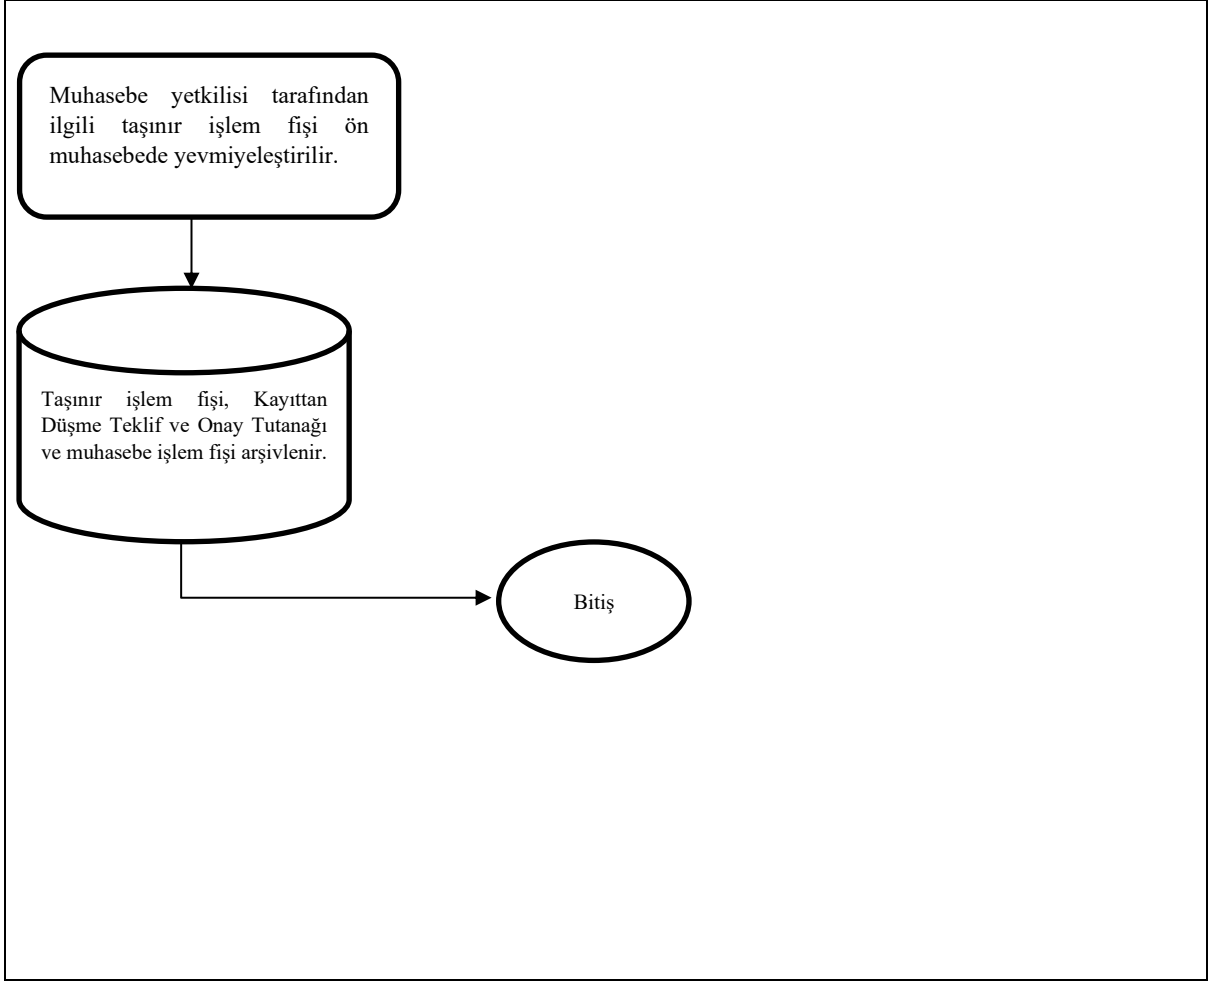 Muhasebe yetkilisi tarafından
ilgili taşınır işlem fişi ön
muhasebede yevmiyeleştirilir.
Taşınır işlem fişi, Kayıttan
Düşme Teklif ve Onay Tutanağı
ve muhasebe işlem fişi arşivlenir.
Bitiş